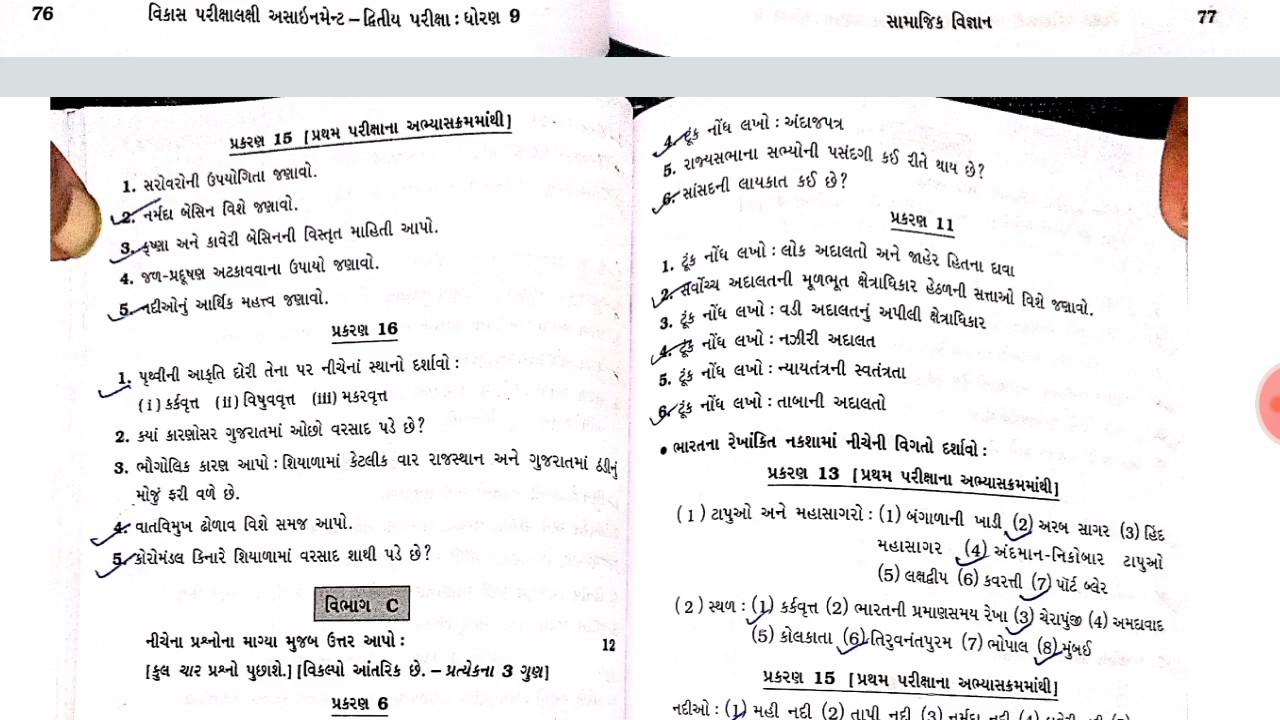 76 વિકાસ પરીક્ષાલક્ષી અસાઇનમેન્ટ – દ્વિતીય પરીક્ષા : ધોરણ 9
પ્રકરણ 15 [પ્રથમ પરીક્ષાના અભ્યાસક્રમમાંથી]
1. સરોવરોની ઉપયોગિતા જણાવો.
2. નર્મદા બેસિન વિશે જણાવો.
3. કૃષ્ણા અને કાવેરી બેસિનની વિસ્તૃત માહિતી આપો.
4. જળ-પ્રદૂષણ અટકાવવાના ઉપાયો જણાવો.
5. નદીઓનું આર્થિક મહત્ત્વ જણાવો.
પ્રકરણ 16
1. પૃથ્વીની આકૃતિ દોરી તેના પર નીચેનાં સ્થાનો દર્શાવો :
(i) કર્કવૃત્ત (ii) વિષુવવૃત્ત (iii) મકરવૃત્ત
2. ક્યાં કારણોસર ગુજરાતમાં ઓછો વરસાદ પડે છે?
3. ભૌગોલિક કારણ આપો : શિયાળામાં કેટલીક વાર રાજસ્થાન અને ગુજરાતમાં ઠંડીનું
મોજું ફરી વળે છે.
4. વાતવિમુખ ઢોળાવ વિશે સમજ આપો.
5. કોરોમંડલ કિનારે શિયાળામાં વરસાદ શાથી પડે છે?
વિભાગ C
નીચેના પ્રશ્નોના માગ્યા મુજબ ઉત્તર આપો : 12
[કુલ ચાર પ્રશ્નો પુછાશે.] [વિકલ્પો આંતરિક છે. – પ્રત્યેકના 3 ગુણ]
પ્રકરણ 6
સામાજિક વિજ્ઞાન 77
4. ટૂંક નોંધ લખો : અંદાજપત્ર
5. રાજ્યસભાના સભ્યોની પસંદગી કઈ રીતે થાય છે?
6. સાંસદની લાયકાત કઈ છે?
પ્રકરણ 11
1. ટૂંક નોંધ લખો : લોક અદાલતો અને જાહેર હિતના દાવા
2. સર્વોચ્ચ અદાલતની મૂળભૂત ક્ષેત્રાધિકાર હેઠળની સત્તાઓ વિશે જણાવો.
3. ટૂંક નોંધ લખો : વડી અદાલતનું અપીલી ક્ષેત્રાધિકાર
4. ટૂંક નોંધ લખો : નઝીરી અદાલત
5. ટૂંક નોંધ લખો : ન્યાયતંત્રની સ્વતંત્રતા
6. ટૂંક નોંધ લખો : તાબાની અદાલતો
• ભારતના રેખાંકિત નકશામાં નીચેની વિગતો દર્શાવો :
પ્રકરણ 13 [પ્રથમ પરીક્ષાના અભ્યાસક્રમમાંથી]
(1) ટાપુઓ અને મહાસાગરો : (1) બંગાળાની ખાડી (2) અરબ સાગર (3) હિંદ
મહાસાગર (4) અંદમાન-નિકોબાર ટાપુઓ
(5) લક્ષદ્વીપ (6) કવરત્તી (7) પૉર્ટ બ્લેર
(2) સ્થળ : (1) કર્કવૃત્ત (2) ભારતની પ્રમાણસમય રેખા (3) ચેરાપુંજી (4) અમદાવાદ
(5) કોલકાતા (6) તિરુવનંતપુરમ (7) ભોપાલ (8) મુંબઈ
પ્રકરણ 15 [પ્રથમ પરીક્ષાના અભ્યાસક્રમમાંથી]
નદીઓ : (1) મહી નદી (2) તાપી નદી (3) નર્મદા નદી (4)